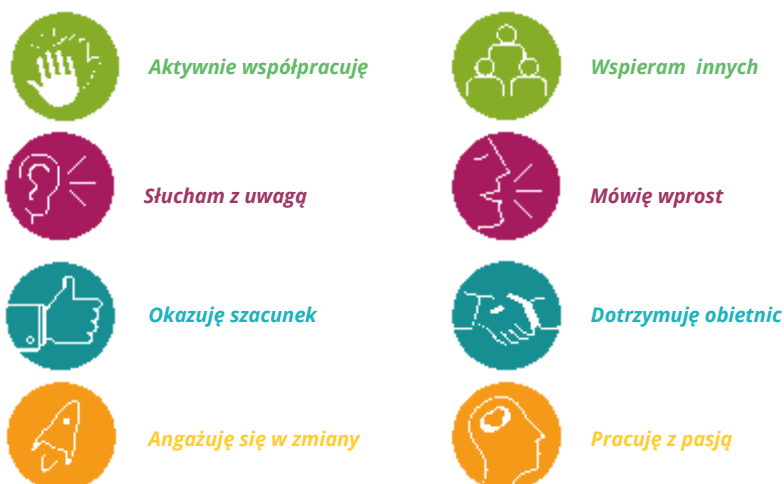 Aktywnie współpracuję
Wspieram innych
Słucham z uwagą
Mówię wprost
Okazuję szacunek
Dotrzymuję obietnic
Angażuję się w zmiany
Pracuję z pasją